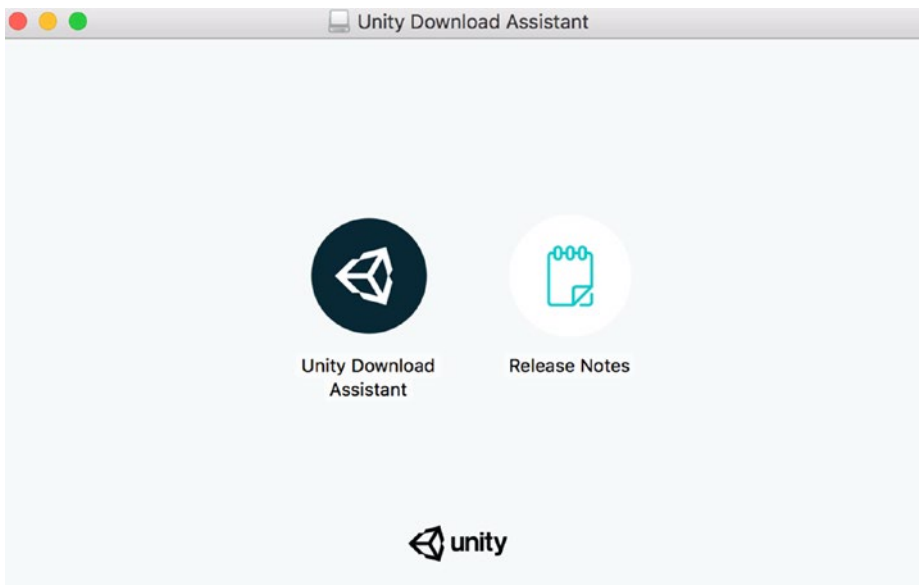 Unity Download Assistant
Unity Download
Assistant
Release Notes
unity